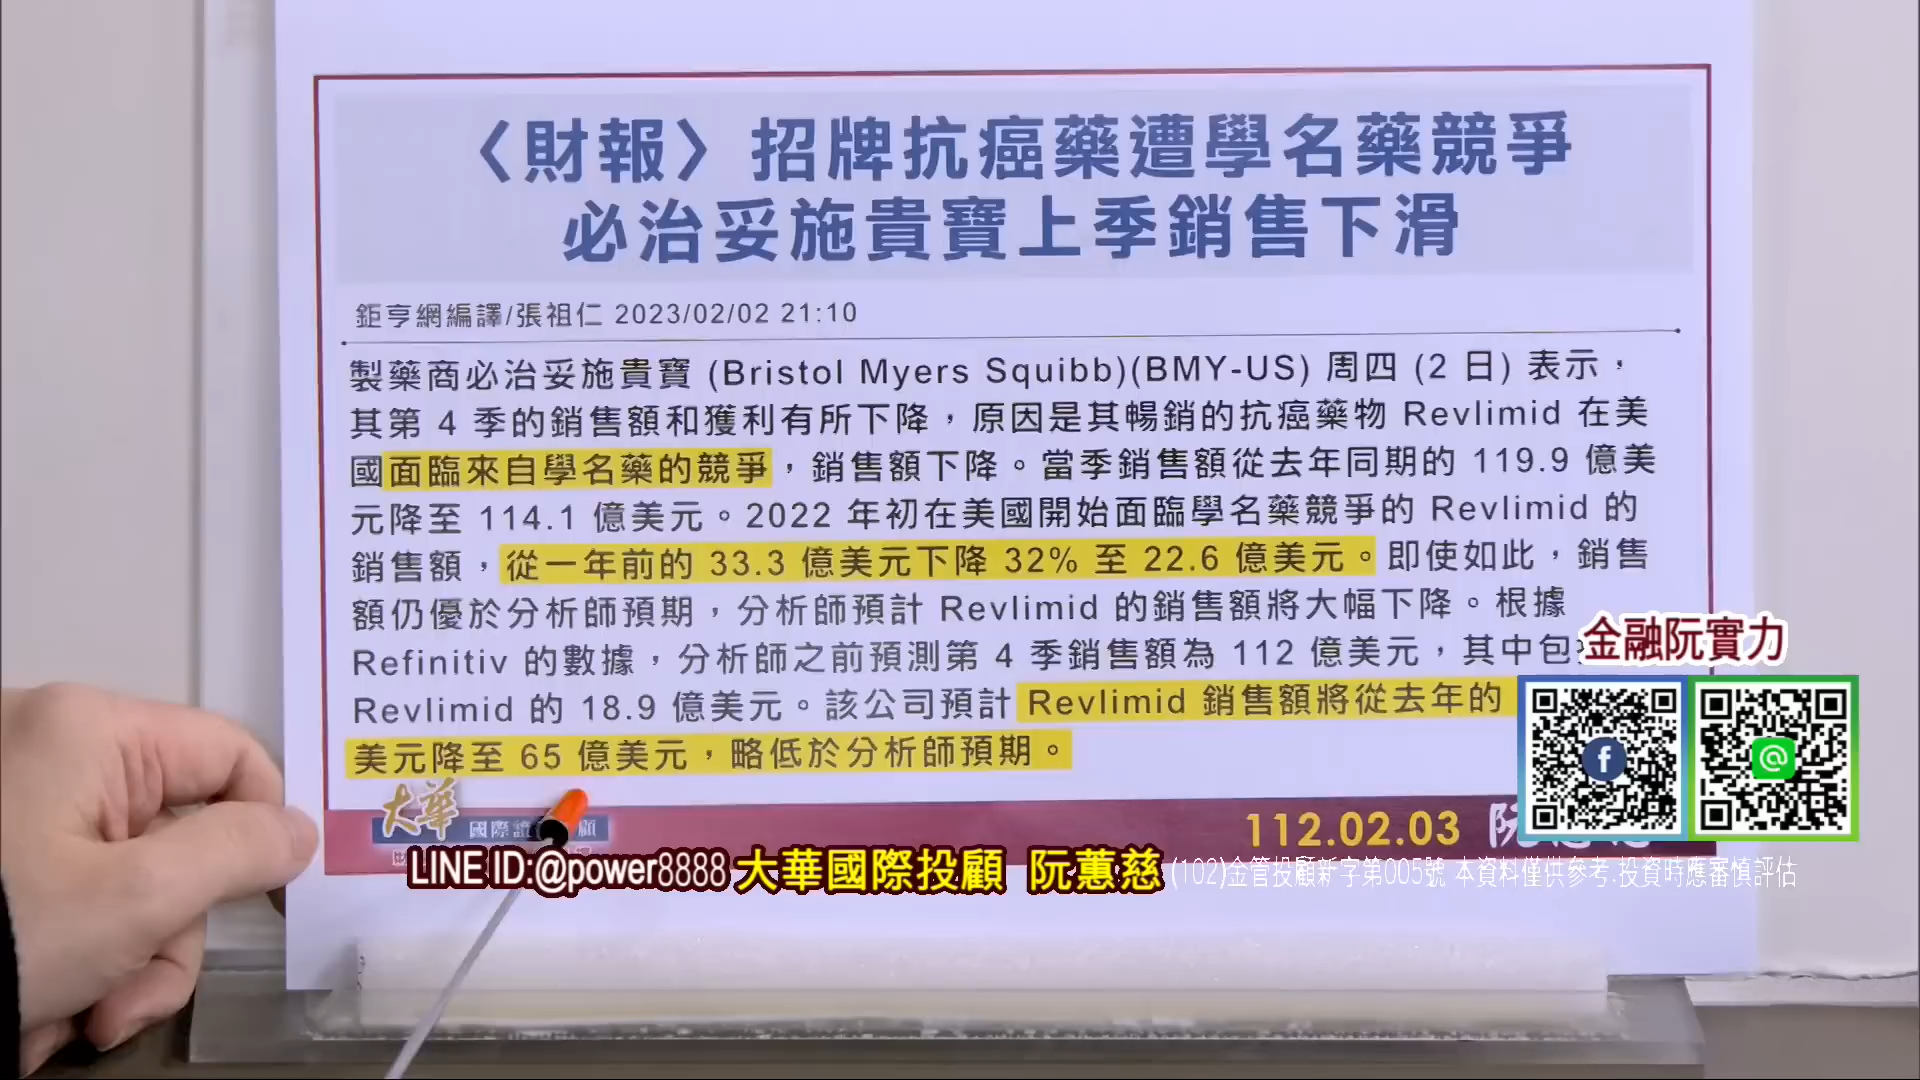 〈財報〉招牌抗癌藥遭學名藥競爭
必治妥施貴寶上季銷售下滑
鉅亨網編譯/張祖仁 2023/02/02 21:10
製藥商必治妥施貴寶 (Bristol Myers Squibb)(BMY-US) 周四 (2 日) 表示，
其第 4 季的銷售額和獲利有所下降，原因是其暢銷的抗癌藥物 Revlimid 在美
國面臨來自學名藥的競爭，銷售額下降。當季銷售額從去年同期的 119.9 億美
元降至 114.1 億美元。2022 年初在美國開始面臨學名藥競爭的 Revlimid 的
銷售額，從一年前的 33.3 億美元下降 32% 至 22.6 億美元。即使如此，銷售
額仍優於分析師預期，分析師預計 Revlimid 的銷售額將大幅下降。根據
Refinitiv 的數據，分析師之前預測第 4 季銷售額為 112 億美元，其中包
Revlimid 的 18.9 億美元。該公司預計 Revlimid 銷售額將從去年的
美元降至 65 億美元，略低於分析師預期。
金融阮實力
大華
國際
顧
112.02.03
阮
LINE ID:@power8888 大華國際投顧 阮蕙慈 (102)金管投顧新字第005號 本資料僅供參考.投資時應審慎評估